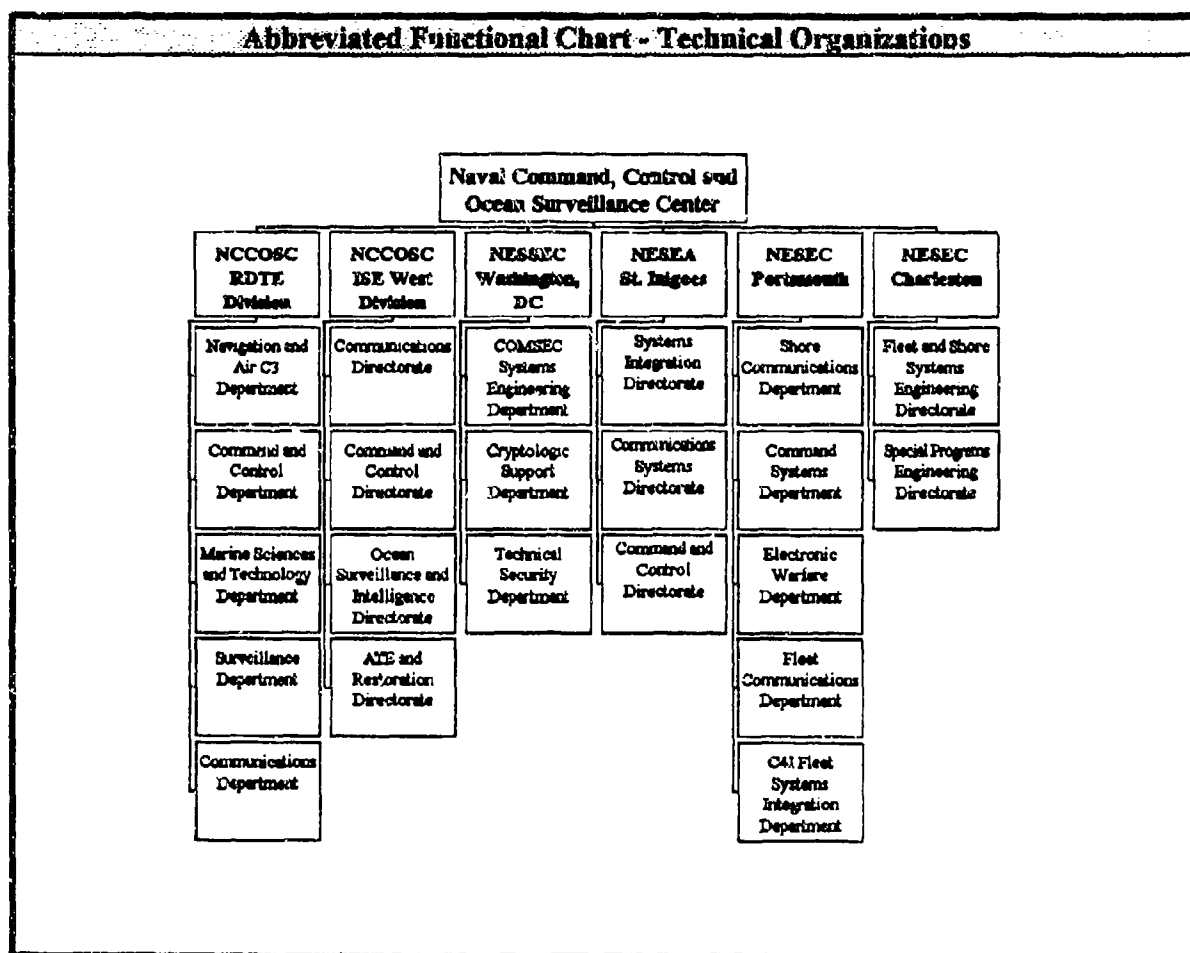 Abbreviated Functional Chart - Technical Organizations
Naval Command, Control and
Ocean Surveillance Center
NCCOSC
RDTE
Division
NCCOSC
ISE West
Division
NESSEC
Washington,
DC
NESEA
St. Inigoes
NESEC
Portsmouth
NESEC
Charleston
Navigation and
Air C3
Department
Command and
Control
Department
Marine Sciences
and Technology
Department
Surveillance
Department
Communications
Department
Communications
Directorate
Command and
Control
Directorate
Ocean
Surveillance and
Intelligence
Directorate
ATE and
Restoration
Directorate
COMSEC
Systems
Engineering
Department
Cryptologic
Support
Department
Technical
Security
Department
Systems
Integration
Directorate
Communications
Systems
Directorate
Command and
Control
Directorate
Shore
Communications
Department
Command
Systems
Department
Electronic
Warfare
Department
Fleet
Communications
Department
C4I Fleet
Systems
Integration
Department
Fleet and Shore
Systems
Engineering
Directorate
Special Programs
Engineering
Directorate